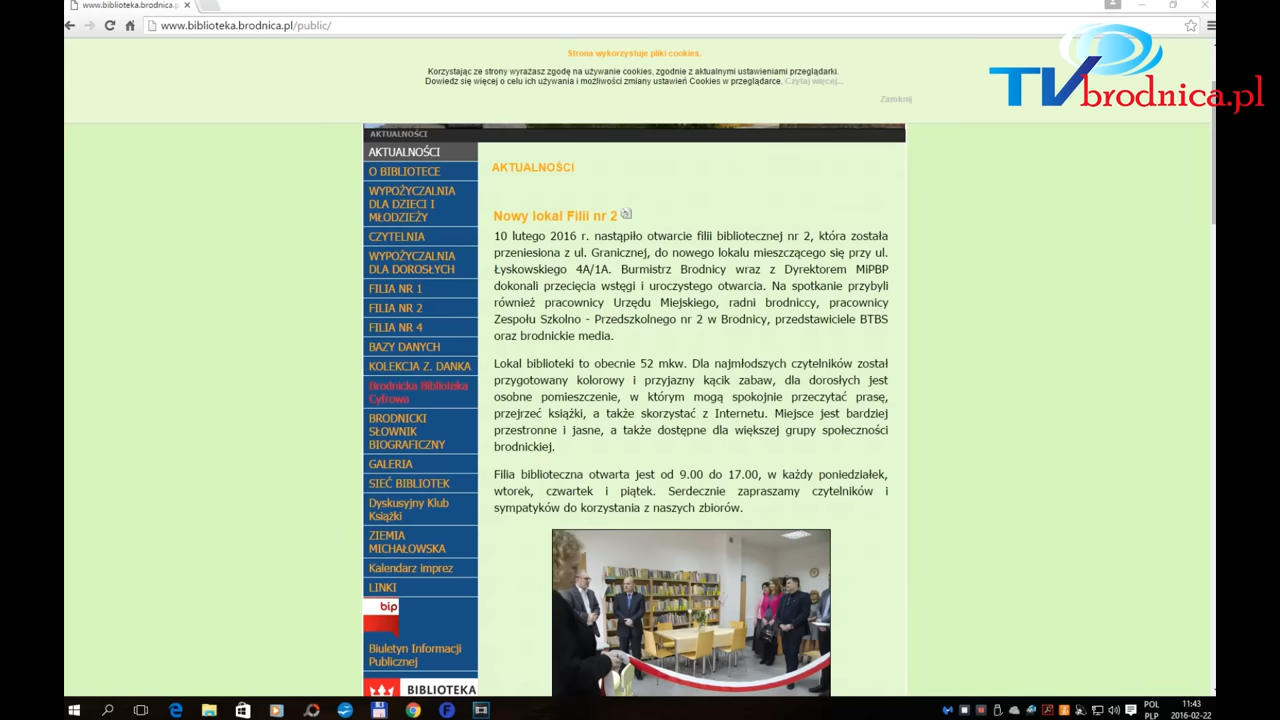 www.biblioteka.brodnica.p
www.biblioteka.brodnica.pl/public/
Strona wykorzystuje pliki cookies.
Korzystając ze strony wyrażasz zgodę na używanie cookies, zgodnie z aktualnymi ustawieniami przeglądarki.
Dowiedz się więcej o celu ich używania i możliwości zmiany ustawień Cookies w przeglądarce. Czytaj więcej...
Zamknij
TVbrodnica.pl
AKTUALNOŚCI
AKTUALNOŚCI
O BIBLIOTECE
WYPOŻYCZALNIA
DLA DZIECI I
MŁODZIEŻY
CZYTELNIA
WYPOŻYCZALNIA
DLA DOROSŁYCH
FILIA NR 1
FILIA NR 2
FILIA NR 4
BAZY DANYCH
KOLEKCJA Z. DANKA
Brodnicka Biblioteka
Cyfrowa
BRODNICKI
SŁOWNIK
BIOGRAFICZNY
GALERIA
SIEĆ BIBLIOTEK
Dyskusyjny Klub
Książki
ZIEMIA
MICHAŁOWSKA
Kalendarz imprez
LINKI
bip
Biuletyn Informacji
Publicznej
BIBLIOTEKA
AKTUALNOŚCI
Nowy lokal Filii nr 2
10 lutego 2016 r. nastąpiło otwarcie filii bibliotecznej nr 2, która została
przeniesiona z ul. Granicznej, do nowego lokalu mieszczącego się przy ul.
Łyskowskiego 4A/1A. Burmistrz Brodnicy wraz z Dyrektorem MiPBP
dokonali przecięcia wstęgi i uroczystego otwarcia. Na spotkanie przybyli
również pracownicy Urzędu Miejskiego, radni brodniccy, pracownicy
Zespołu Szkolno - Przedszkolnego nr 2 w Brodnicy, przedstawiciele BTBS
oraz brodnickie media.
Lokal biblioteki to obecnie 52 mkw. Dla najmłodszych czytelników został
przygotowany kolorowy i przyjazny kącik zabaw, dla dorosłych jest
osobne pomieszczenie, w którym mogą spokojnie przeczytać prasę,
przejrzeć książki, a także skorzystać z Internetu. Miejsce jest bardziej
przestronne i jasne, a także dostępne dla większej grupy społeczności
brodnickiej.
Filia biblioteczna otwarta jest od 9.00 do 17.00, w każdy poniedziałek,
wtorek, czwartek i piątek. Serdecznie zapraszamy czytelników i
sympatyków do korzystania z naszych zbiorów.
POL
PLP
11:43
2016-02-22